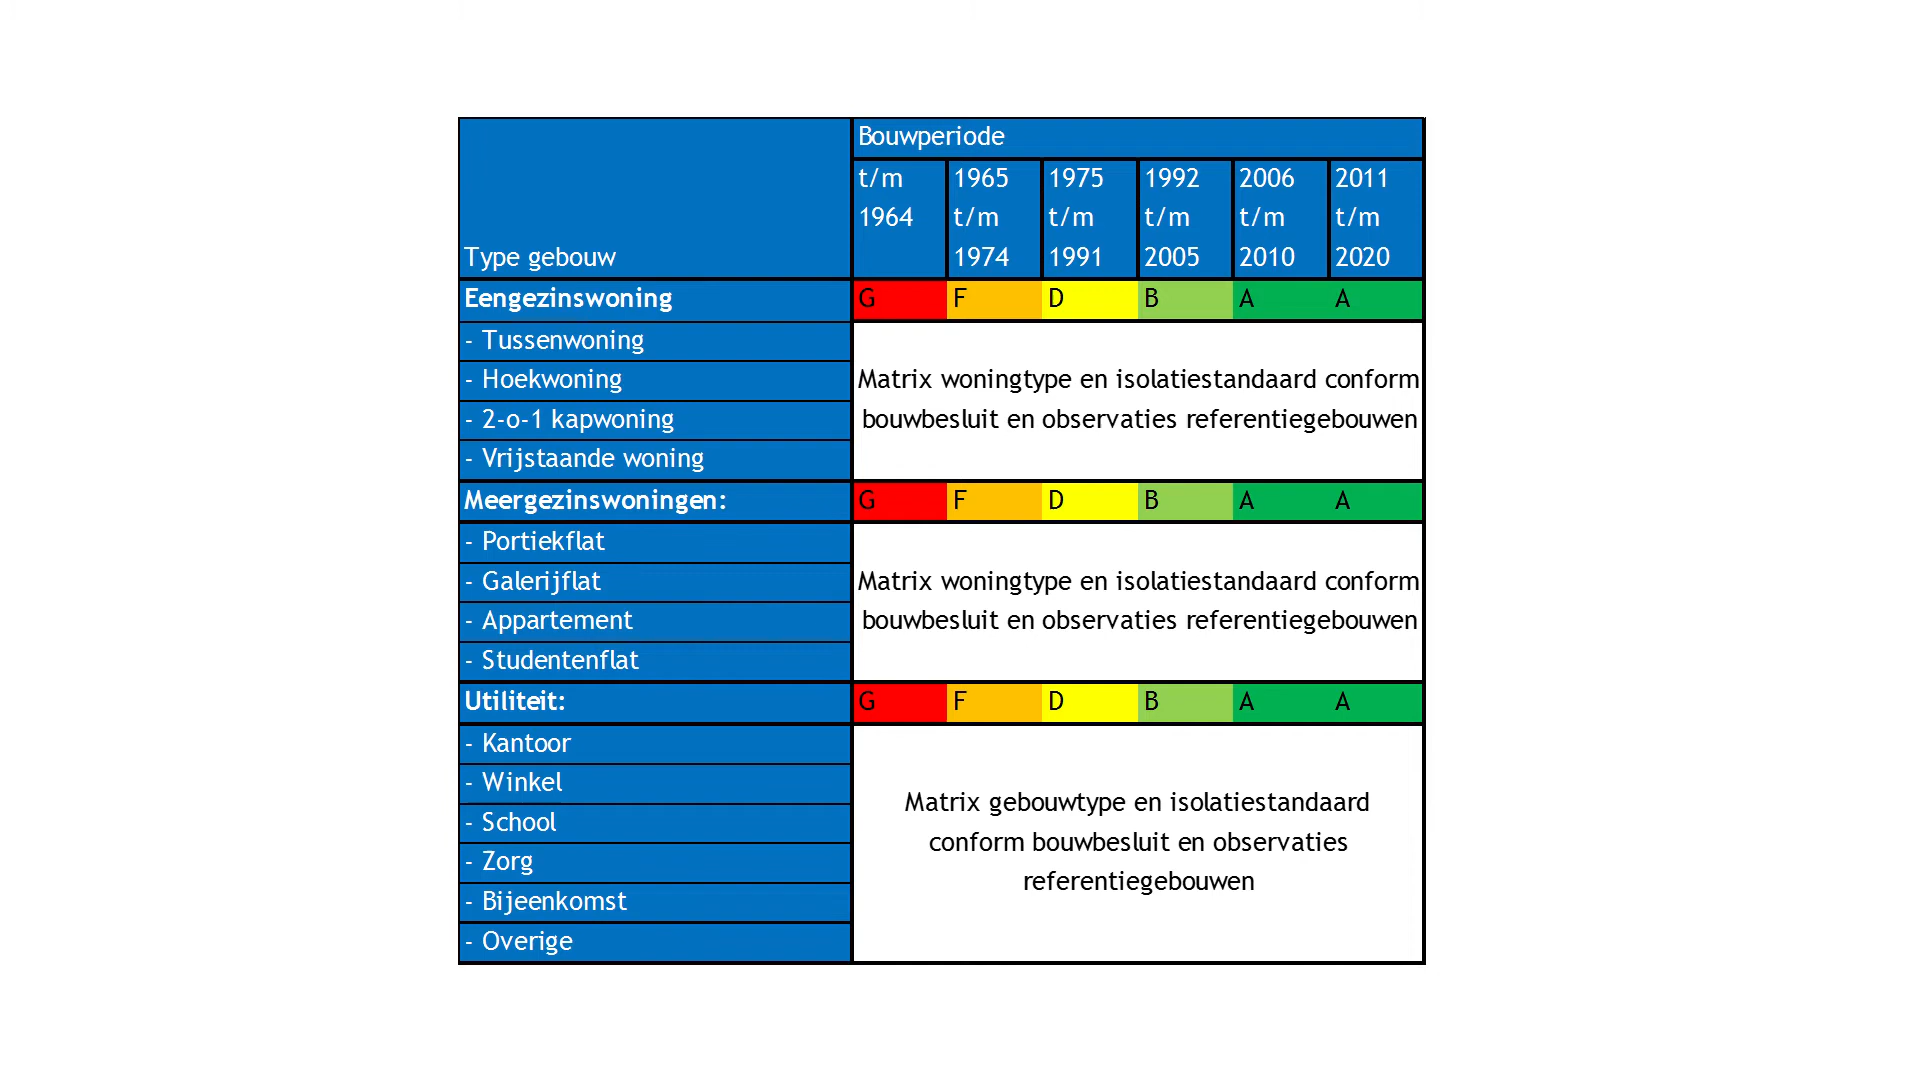 Type gebouw
Bouwperiode
t/m
1964
1965
t/m
1974
1975
t/m
1991
1992
t/m
2005
2006
t/m
2010
2011
t/m
2020
Eengezinswoning
G F D B A A
- Tussenwoning
- Hoekwoning
- 2-o-1 kapwoning
- Vrijstaande woning
Matrix woningtype en isolatiestandaard conform
bouwbesluit en observaties referentiegebouwen
Meergezinswoningen:
G F D B A A
- Portiekflat
- Galerijflat
- Appartement
- Studentenflat
Matrix woningtype en isolatiestandaard conform
bouwbesluit en observaties referentiegebouwen
Utiliteit:
G F D B A A
- Kantoor
- Winkel
- School
- Zorg
- Bijeenkomst
- Overige
Matrix gebouwtype en isolatiestandaard
conform bouwbesluit en observaties
referentiegebouwen